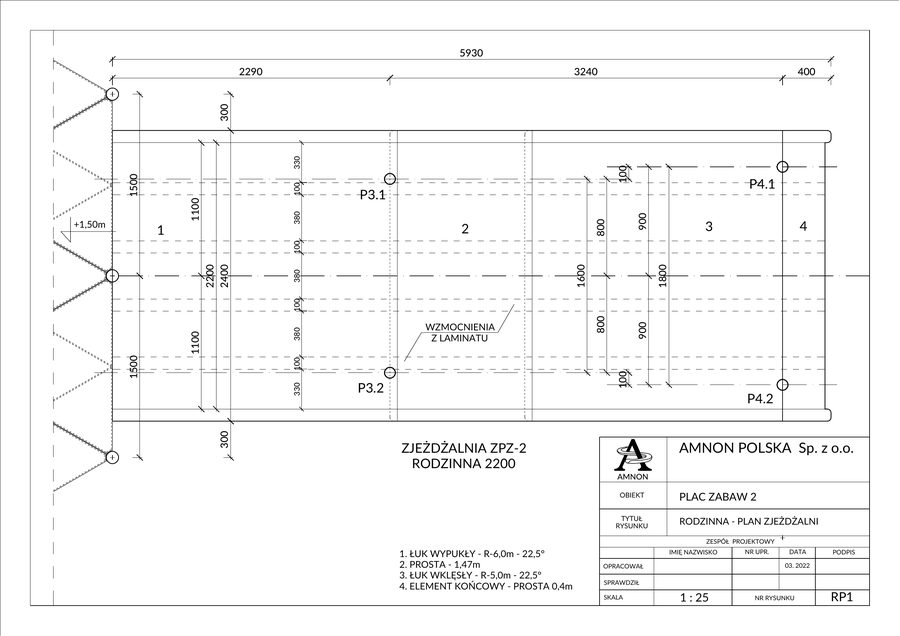 5930
2290
3240
400
300
330
100
P3.1
1500
1100
+1,50m
1
380
2
800
100
P4.1
900
3
4
100
2200
2400
380
1600
1800
100
WZMOCNIENIA
Z LAMINATU
380
800
900
1100
100
1500
330
P3.2
100
P4.2
300
ZJEŻDŻALNIA ZPZ-2
RODZINNA 2200
AMNON
AMNON POLSKA Sp. z o.o.
OBIEKT
PLAC ZABAW 2
TYTUŁ
RYSUNKU
RODZINNA - PLAN ZJEŻDŻALNI
ZESPÓŁ PROJEKTOWY
IMIĘ NAZWISKO
NR UPR.
DATA
PODPIS
OPRACOWAŁ
03. 2022
SPRAWDZIŁ
SKALA
1 : 25
NR RYSUNKU
RP1
1. ŁUK WYPUKŁY - R-6,0m - 22,5°
2. PROSTA - 1,47m
3. ŁUK WKLĘSŁY - R-5,0m - 22,5°
4. ELEMENT KOŃCOWY - PROSTA 0,4m